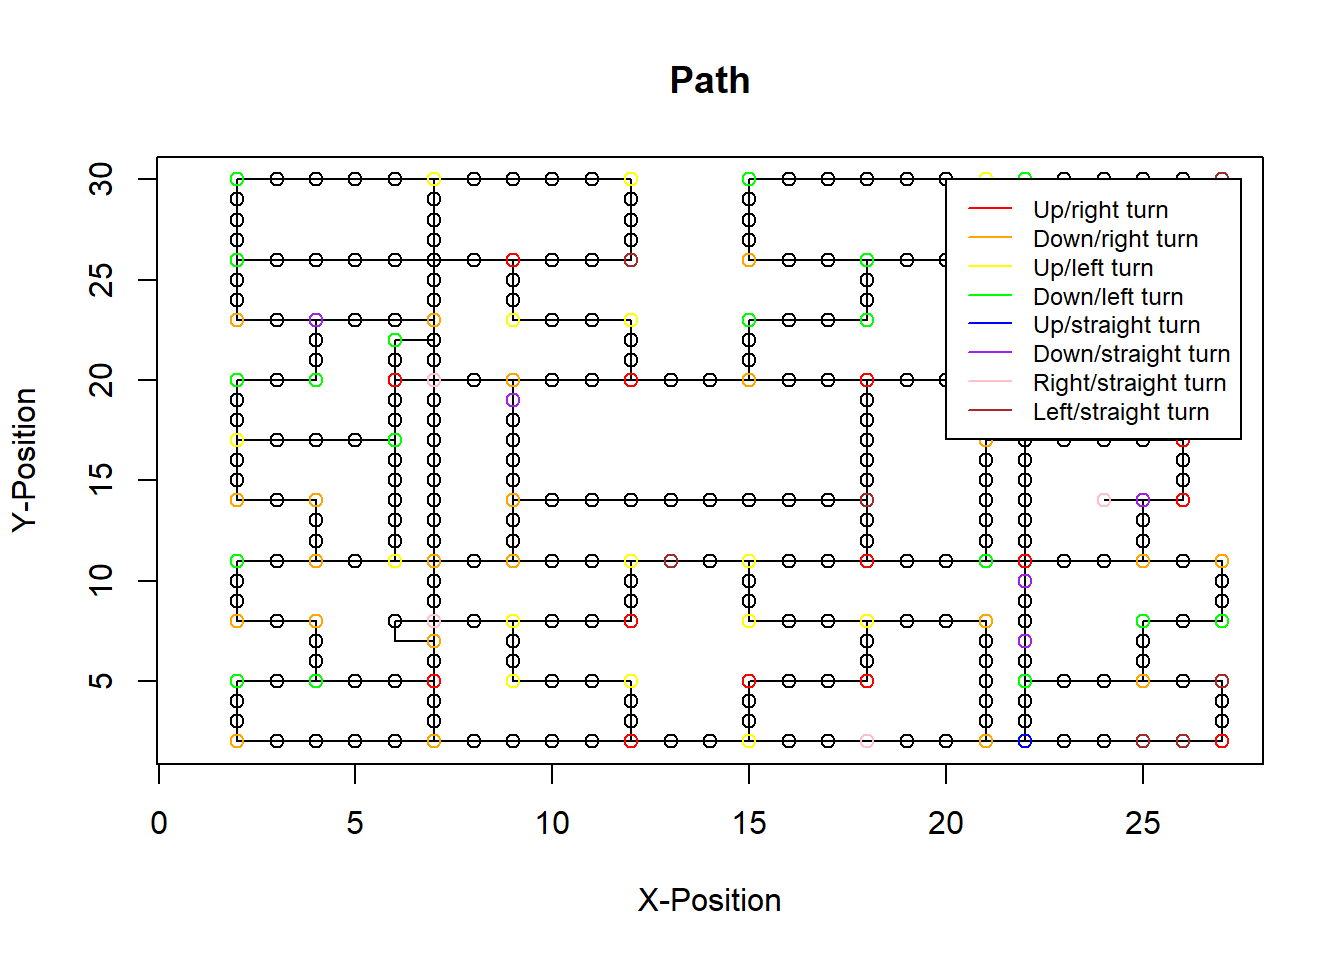 Path
Y-Position
30
25
20
15
10
5
Up/right turn
Down/right turn
Up/left turn
Down/left turn
Up/straight turn
Down/straight turn
Right/straight turn
Left/straight turn
0 5 10 15 20 25
X-Position